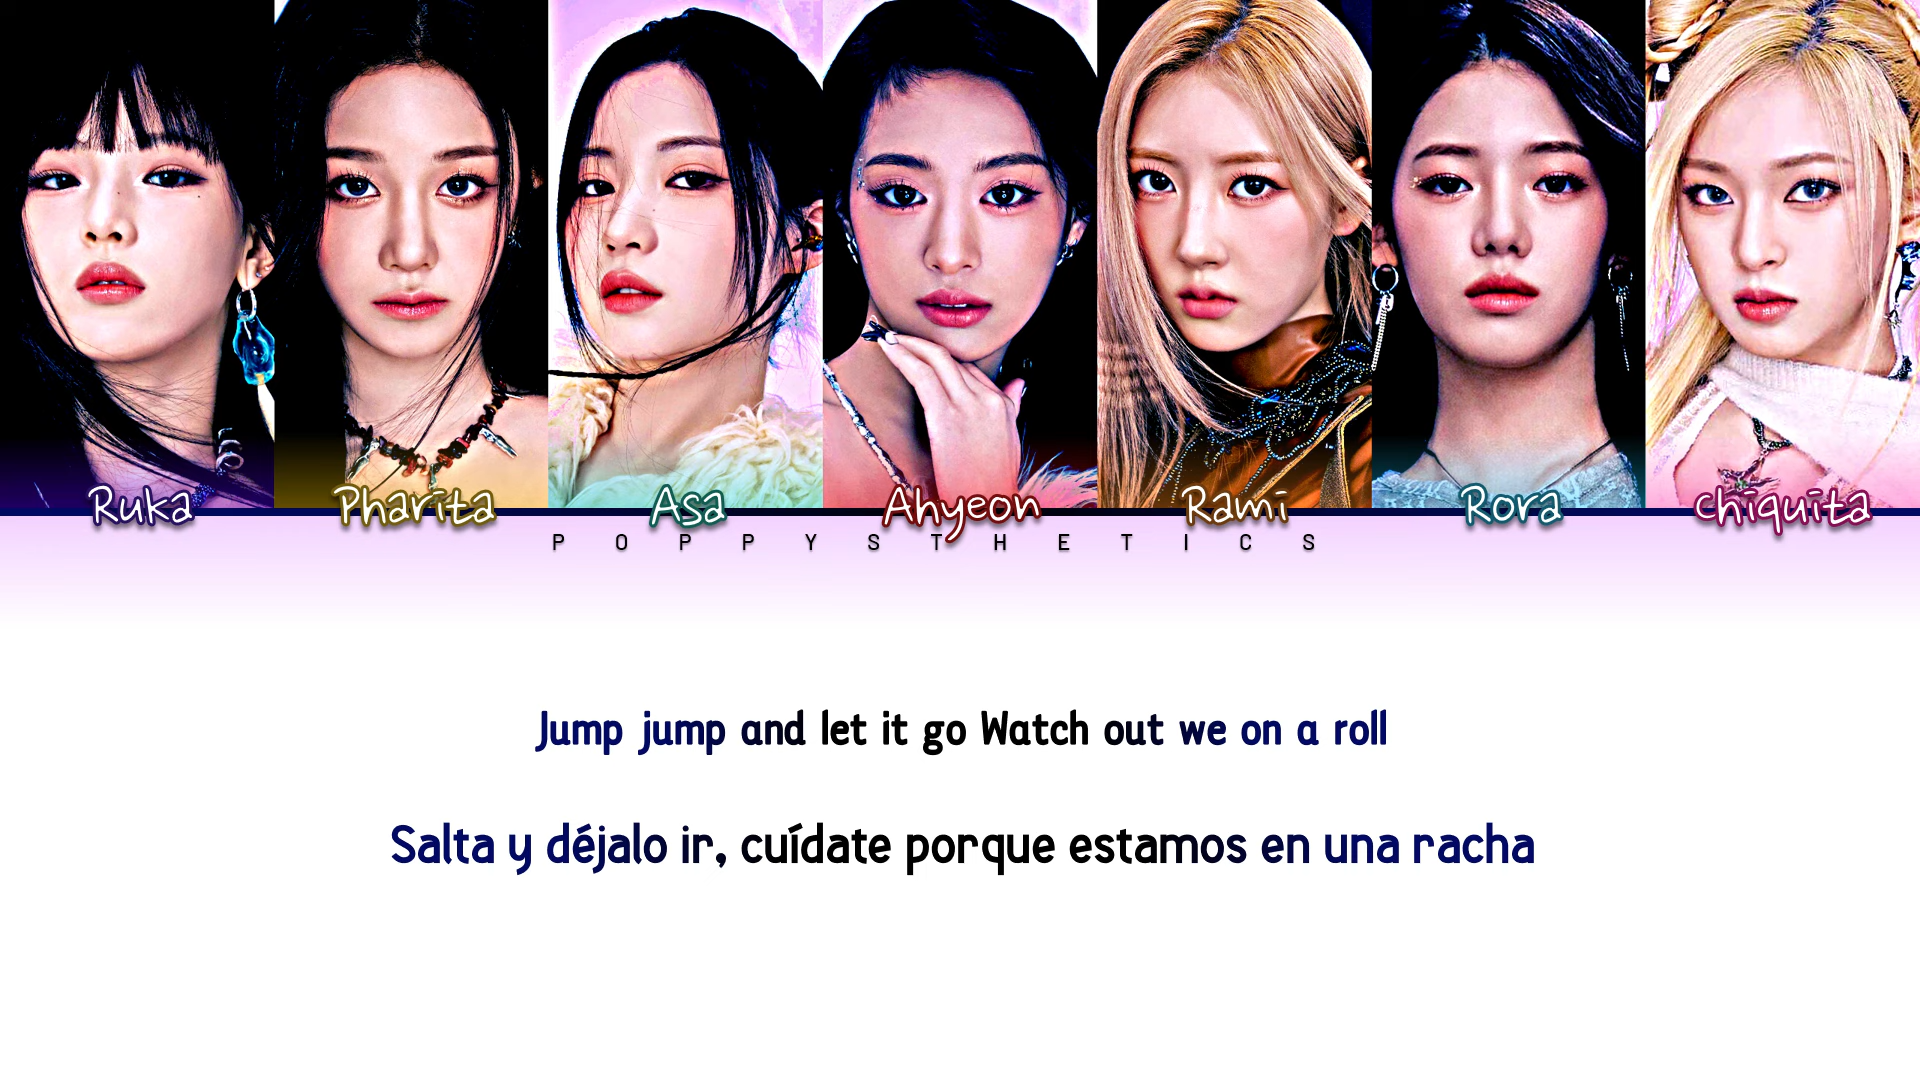 Ruka Pharita Asa Ahyeon Rami Rora Chiquita
POPPYSTHETICS
Jump jump and let it go Watch out we on a roll
Salta y déjalo ir, cuídate porque estamos en una racha